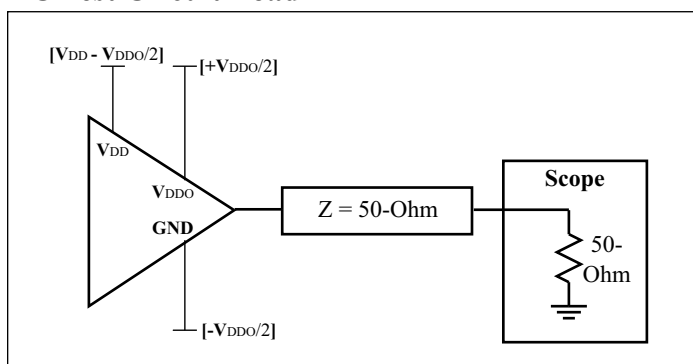 [VDD - VDDO/2]
[+VDDO/2]
VDD
VDDO
GND
Z = 50-Ohm
Scope
50-
Ohm
[-VDDO/2]